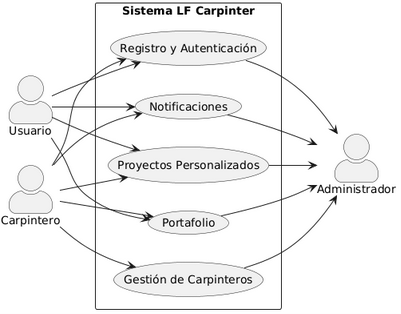 Sistema LF Carpinter
Registro y Autenticación
Notificaciones
Usuario
Proyectos Personalizados
Administrador
Carpintero
Portafolio
Gestión de Carpinteros